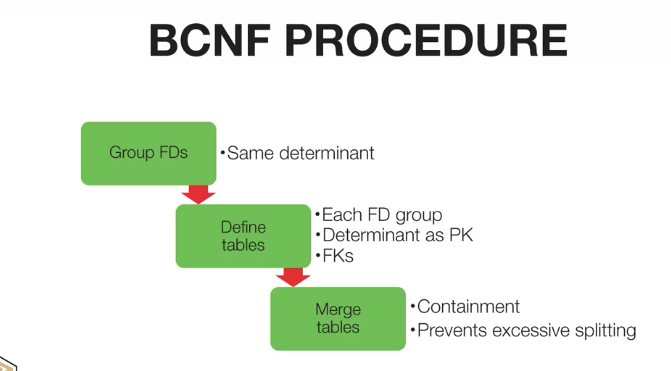 BCNF PROCEDURE
Group FDs
•Same determinant
Define
tables
•Each FD group
•Determinant as PK
•FKs
Merge
tables
•Containment
•Prevents excessive splitting